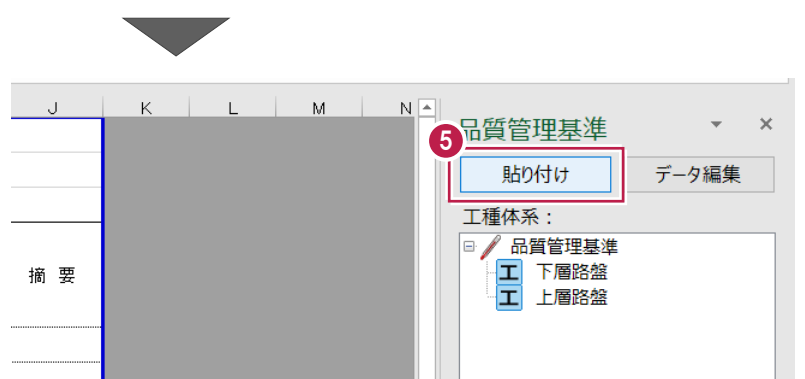 J K L M N
品質管理基準
5
貼り付け データ編集
工種体系：
品質管理基準
工 下層路盤
工 上層路盤
摘 要